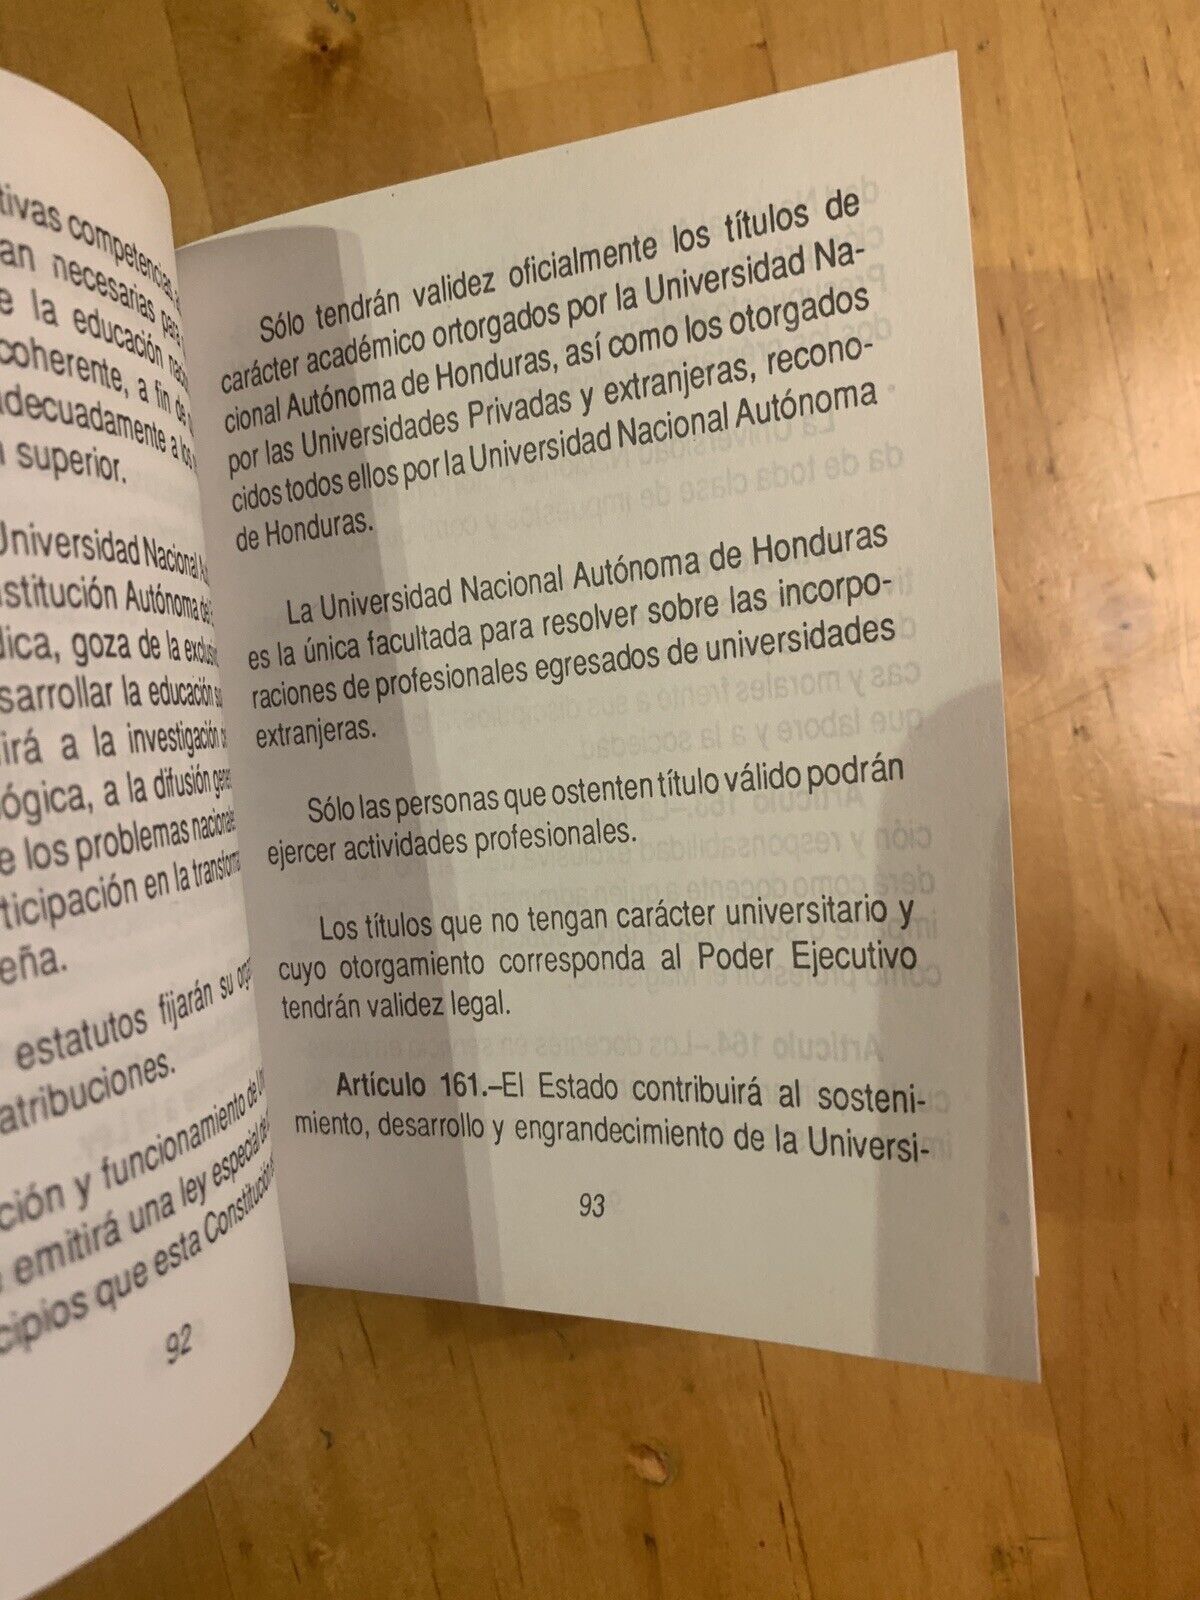 tivas competencias
an necesarias para
e la educación
coherente, a fin de
adecuadamente a los
superior.
Universidad Nacional
stitución Autónoma
dica, goza de la
sarrollar la educación
irá a la investigación
ógica, a la difusión
e los problemas
ticipación en la
eña.
estatutos fijarán su
atribuciones.
ción y funcionamiento de
emitirá una ley especial
cipios que esta Constitución
92
Sólo tendrán validez oficialmente los títulos de
carácter académico ortorgados por la Universidad Na-
cional Autónoma de Honduras, así como los otorgados
por las Universidades Privadas y extranjeras, recono-
cidos todos ellos por la Universidad Nacional Autónoma
de Honduras.
La Universidad Nacional Autónoma de Honduras
es la única facultada para resolver sobre las incorpo-
raciones de profesionales egresados de universidades
extranjeras.
Sólo las personas que ostenten título válido podrán
ejercer actividades profesionales.
Los títulos que no tengan carácter universitario y
cuyo otorgamiento corresponda al Poder Ejecutivo
tendrán validez legal.
Artículo 161.–El Estado contribuirá al sosteni-
miento, desarrollo y engrandecimiento de la Universi-
93